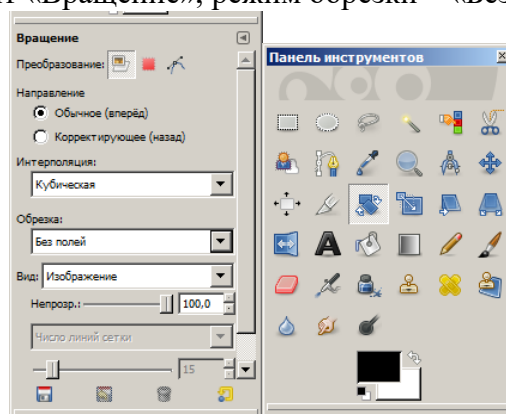 «Вращение», режим обрезки – «Без
Вращение
Преобразование:
Направление
Обычное (вперёд)
Корректирующее (назад)
Интерполяция:
Кубическая
Обрезка:
Без полей
Вид: Изображение
Непрозр.: 100,0
Число линий сетки
15
Панель инструментов